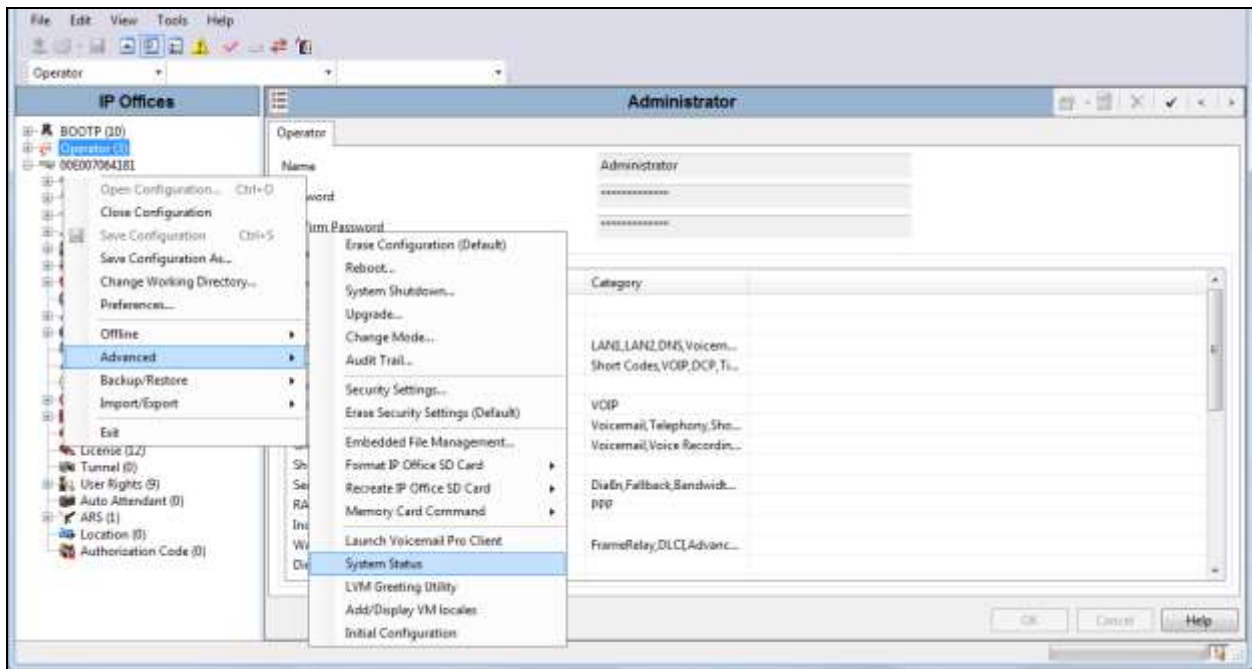 File Edit View Tools Help
Operator
IP Offices
Administrator
BOOTP (10)
Operator (3)
00E007064181
License (12)
Tunnel (0)
User Rights (9)
Auto Attendant (0)
ARS (1)
Location (0)
Authorization Code (0)
Open Configuration... Ctrl+O
Close Configuration
Save Configuration Ctrl+S
Save Configuration As...
Change Working Directory...
Preferences...
Offline
Advanced
Backup/Restore
Import/Export
Exit
Erase Configuration (Default)
Reboot...
System Shutdown...
Upgrade...
Change Mode...
Audit Trail...
Security Settings...
Erase Security Settings (Default)
Embedded File Management...
Format IP Office SD Card
Recreate IP Office SD Card
Memory Card Command
Launch Voicemail Pro Client
System Status
LVM Greeting Utility
Add/Display VM locales
Initial Configuration
Operator
Name Administrator
word *************
irm Password *************
Category
LAN1,LAN2,DNS,Voicem...
Short Codes,VOIP,DCP,Ti...
VOIP
Voicemail,Telephony,Sho...
Voicemail,Voice Recordin...
Sh
Se DialIn,Fallback,Bandwidt...
RA PPP
Inc
W FrameRelay,DLCI,Advanc...
OK Cancel Help